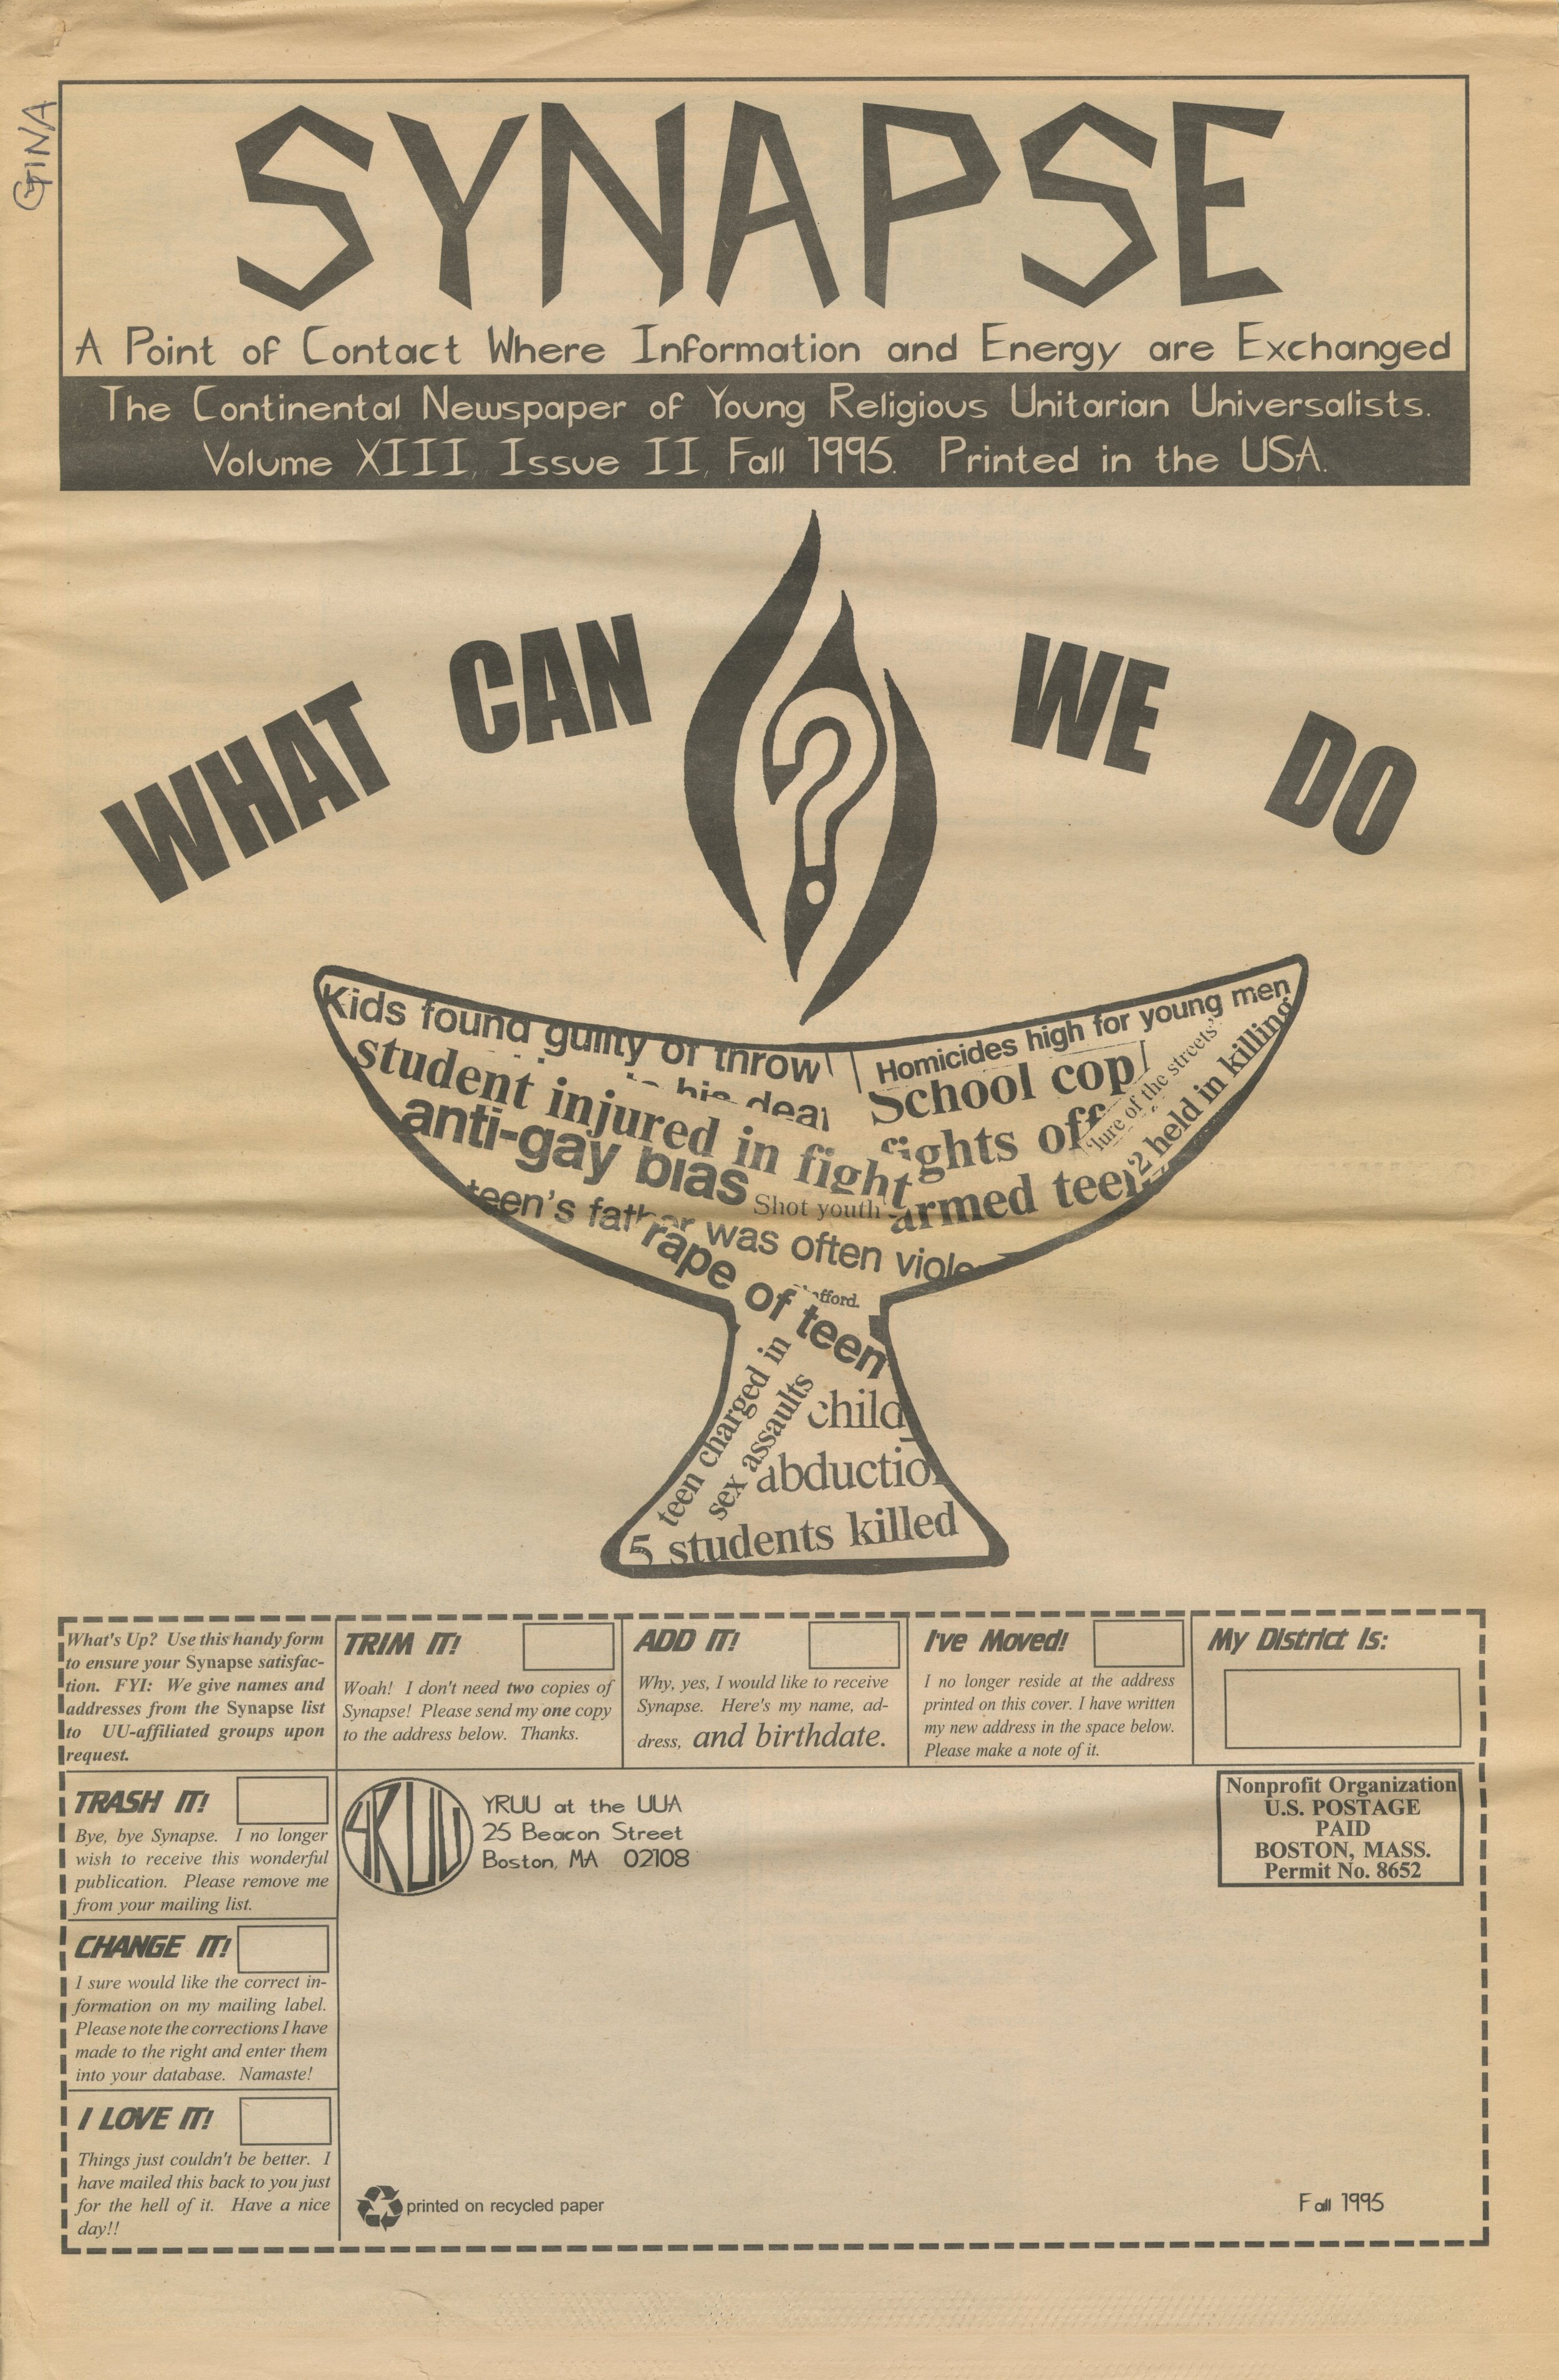 GINA
SYNAPSE
A Point of Contact Where Information and Energy are Exchanged
The Continental Newspaper of Young Religious Unitarian Universalists.
Volume XIII, Issue II, Fall 1995. Printed in the USA.
WHAT CAN WE DO
?
Kids found guilty of throw
his deat
student injured in fight
anti-gay bias
Shot youth
teen's father was often viole
Homicides high for young men
School cop
fights off
armed teen
'lure of the streets'
2 held in killing
rape of teen
afford.
teen charged in
sex assaults
child
abduction
5 students killed
What's Up? Use this handy form
to ensure your Synapse satisfac-
tion. FYI: We give names and
addresses from the Synapse list
to UU-affiliated groups upon
request.
TRIM IT!
Woah! I don't need two copies of
Synapse! Please send my one copy
to the address below. Thanks.
ADD IT!
Why, yes, I would like to receive
Synapse. Here's my name, ad-
dress, and birthdate.
I've Moved!
I no longer reside at the address
printed on this cover. I have written
my new address in the space below.
Please make a note of it.
My District Is:
TRASH IT!
Bye, bye Synapse. I no longer
wish to receive this wonderful
publication. Please remove me
from your mailing list.
CHANGE IT!
I sure would like the correct in-
formation on my mailing label.
Please note the corrections I have
made to the right and enter them
into your database. Namaste!
I LOVE IT!
Things just couldn't be better. I
have mailed this back to you just
for the hell of it. Have a nice
day!!
YRUU
YRUU at the UUA
25 Beacon Street
Boston, MA 02108
Nonprofit Organization
U.S. POSTAGE
PAID
BOSTON, MASS.
Permit No. 8652
printed on recycled paper
Fall 1995